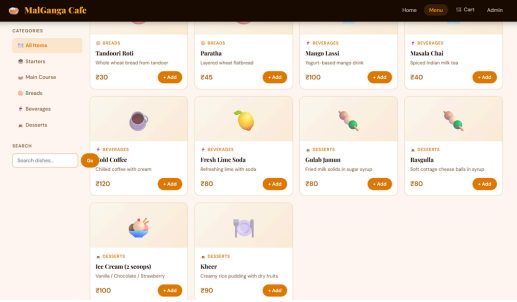 MalGanga Cafe
Home
Menu
Cart
Admin
CATEGORIES
All Items
Starters
Main Course
Breads
Beverages
Desserts
SEARCH
Search dishes...
Go
BREADS
Tandoori Roti
Whole wheat bread from tandoor
₹30
+ Add
BREADS
Paratha
Layered wheat flatbread
₹45
+ Add
BEVERAGES
Mango Lassi
Yogurt-based mango drink
₹100
+ Add
BEVERAGES
Masala Chai
Spiced Indian milk tea
₹40
+ Add
BEVERAGES
old Coffee
Chilled coffee with cream
₹120
+ Add
BEVERAGES
Fresh Lime Soda
Refreshing lime with soda
₹80
+ Add
DESSERTS
Gulab Jamun
Fried milk solids in sugar syrup
₹80
+ Add
DESSERTS
Rasgulla
Soft cottage cheese balls in syrup
₹80
+ Add
DESSERTS
Ice Cream (2 scoops)
Vanilla / Chocolate / Strawberry
₹100
+ Add
DESSERTS
Kheer
Creamy rice pudding with dry fruits
₹90
+ Add